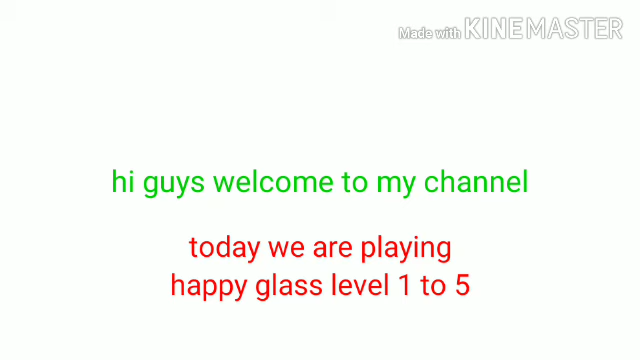 Made with KINEMASTER
hi guys welcome to my channel
today we are playing
happy glass level 1 to 5